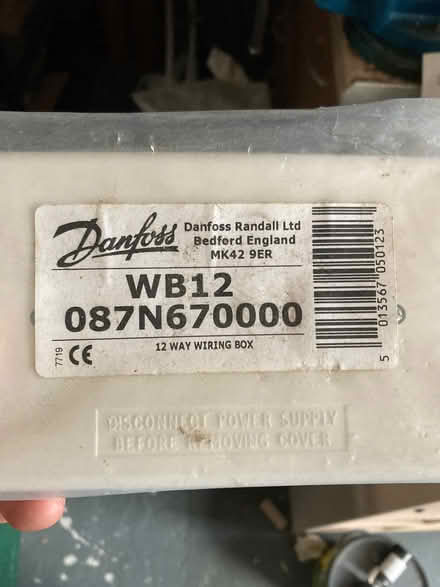 Danfoss
Danfoss Randall Ltd
Bedford England
MK42 9ER
WB12
087N670000
7719 CE
12 WAY WIRING BOX
5 013567 050123
DISCONNECT POWER SUPPLY
BEFORE REMOVING COVER